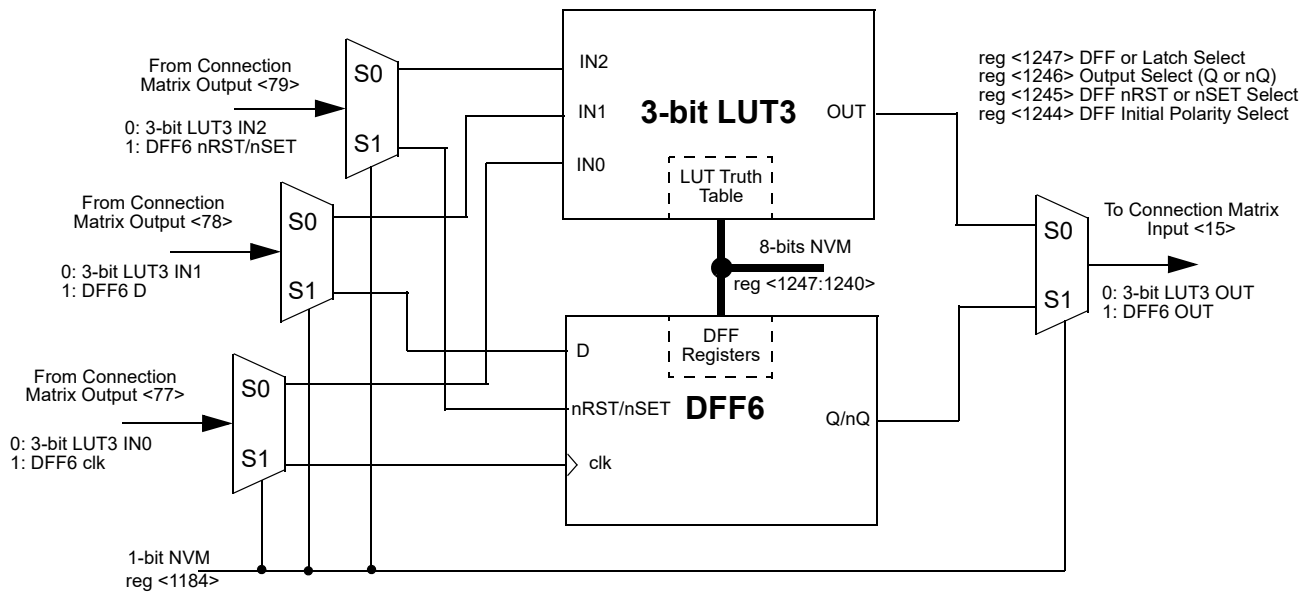 From Connection
Matrix Output <79>
0: 3-bit LUT3 IN2
1: DFF6 nRST/nSET
S0
S1
From Connection
Matrix Output <78>
0: 3-bit LUT3 IN1
1: DFF6 D
S0
S1
From Connection
Matrix Output <77>
0: 3-bit LUT3 IN0
1: DFF6 clk
S0
S1
1-bit NVM
reg <1184>
IN2
IN1
IN0
3-bit LUT3
OUT
LUT Truth
Table
8-bits NVM
reg <1247:1240>
DFF
Registers
D
nRST/nSET
DFF6
Q/nQ
clk
reg <1247> DFF or Latch Select
reg <1246> Output Select (Q or nQ)
reg <1245> DFF nRST or nSET Select
reg <1244> DFF Initial Polarity Select
S0
S1
To Connection Matrix
Input <15>
0: 3-bit LUT3 OUT
1: DFF6 OUT